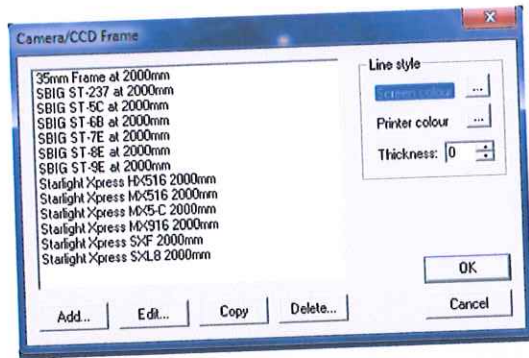 Camera/CCD Frame
35mm Frame at 2000mm
SBIG ST-237 at 2000mm
SBIG ST-5C at 2000mm
SBIG ST-6B at 2000mm
SBIG ST-7E at 2000mm
SBIG ST-8E at 2000mm
SBIG ST-9E at 2000mm
Starlight Xpress HX516 2000mm
Starlight Xpress MX516 2000mm
Starlight Xpress MX5-C 2000mm
Starlight Xpress MX916 2000mm
Starlight Xpress SXF 2000mm
Starlight Xpress SXL8 2000mm
Line style
Screen colour ...
Printer colour ...
Thickness: 0
OK
Cancel
Add... Edit... Copy Delete...